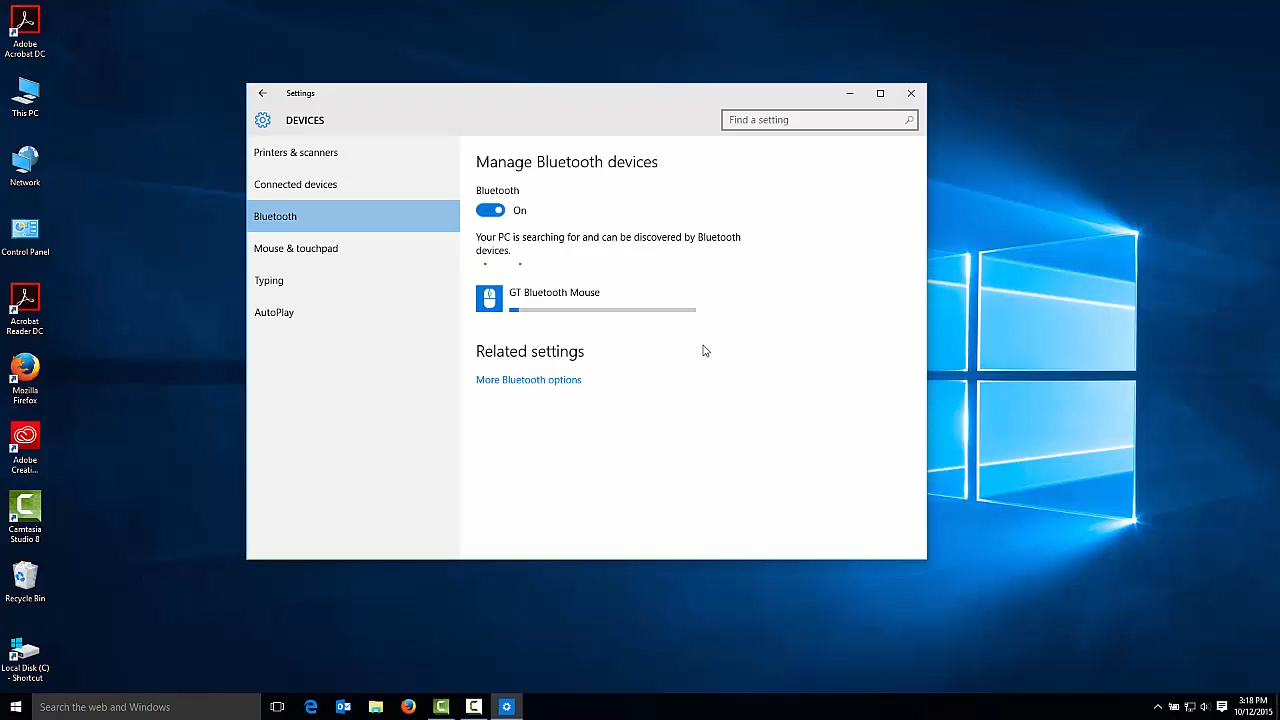 Adobe
Acrobat DC
This PC
Network
Control Panel
Acrobat
Reader DC
Mozilla
Firefox
Adobe
Creati...
Camtasia
Studio 8
Recycle Bin
Local Disk (C)
- Shortcut
Settings
DEVICES
Find a setting
Printers & scanners
Connected devices
Bluetooth
Mouse & touchpad
Typing
AutoPlay
Manage Bluetooth devices
Bluetooth
On
Your PC is searching for and can be discovered by Bluetooth
devices.
GT Bluetooth Mouse
Related settings
More Bluetooth options
Search the web and Windows
3:18 PM
10/12/2015